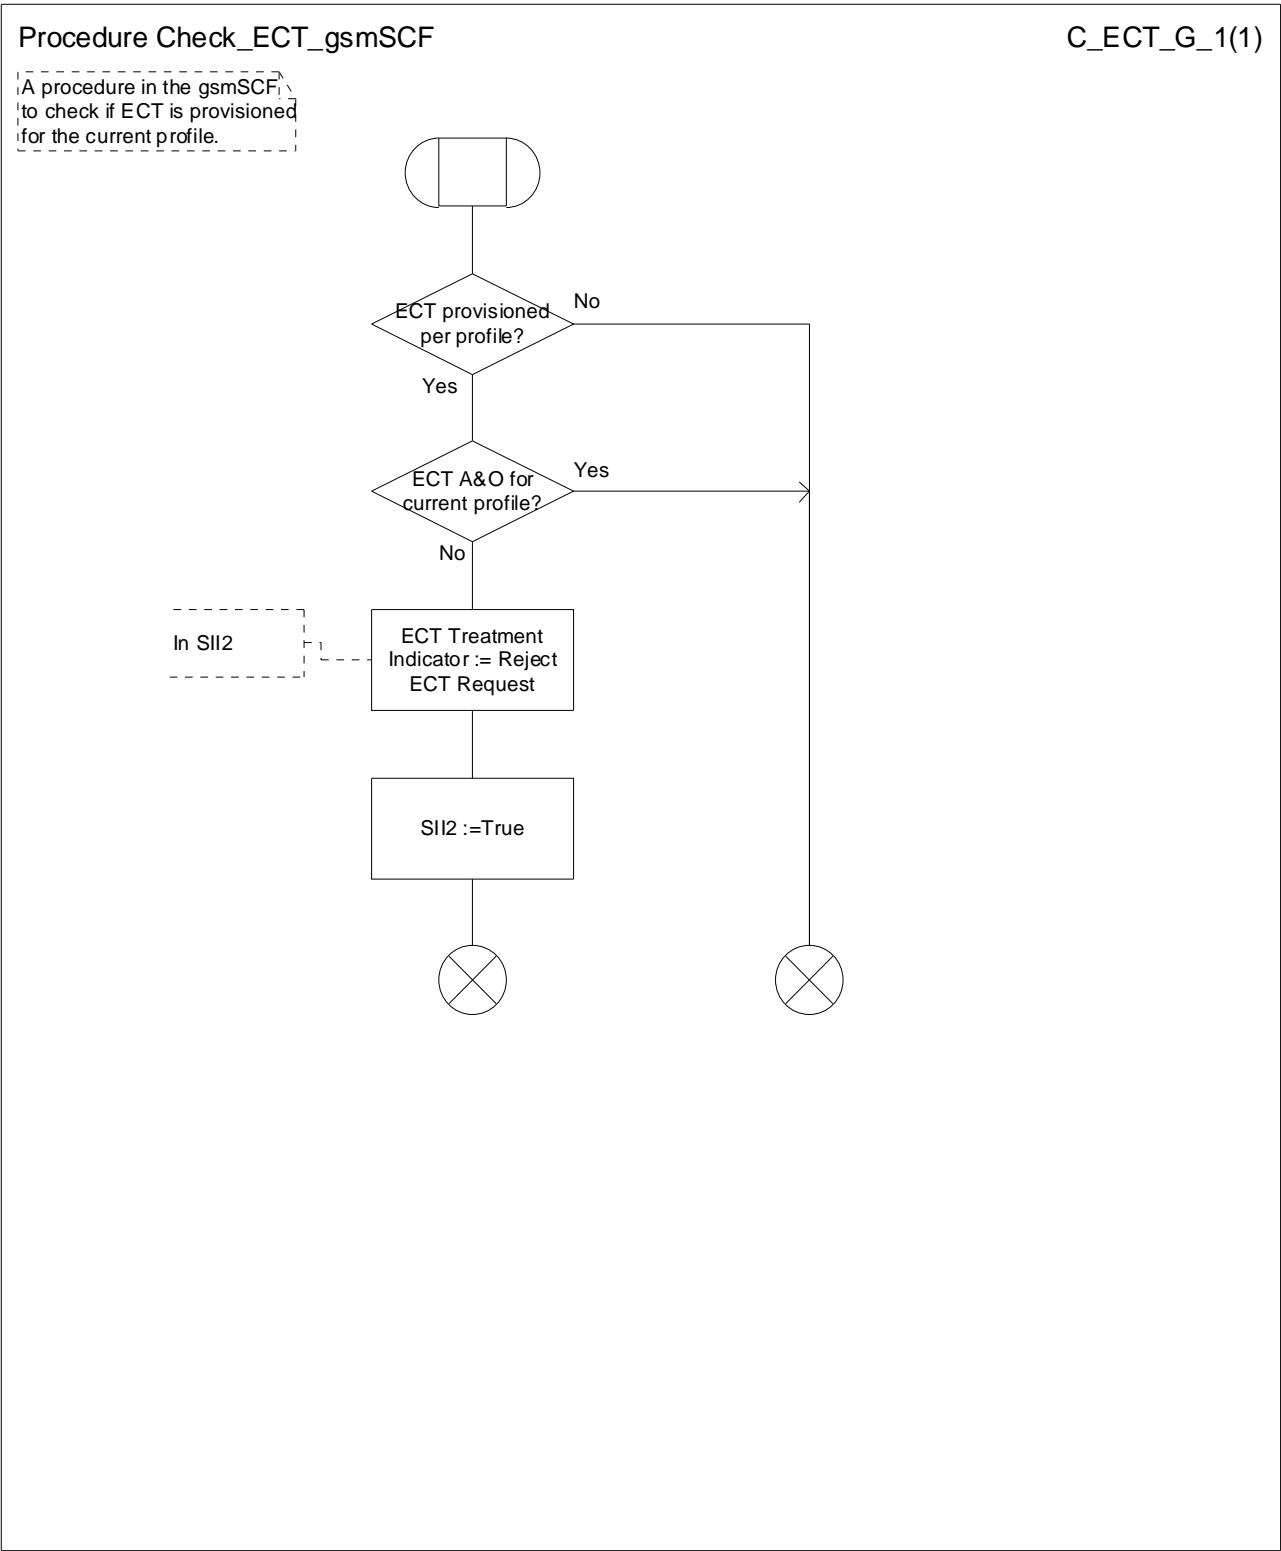 Procedure Check_ECT_gsmSCF
C_ECT_G_1(1)
A procedure in the gsmSCF
to check if ECT is provisioned
for the current profile.
ECT provisioned
per profile?
No
Yes
ECT A&O for
current profile?
Yes
No
In SII2
ECT Treatment
Indicator := Reject
ECT Request
SII2 :=True